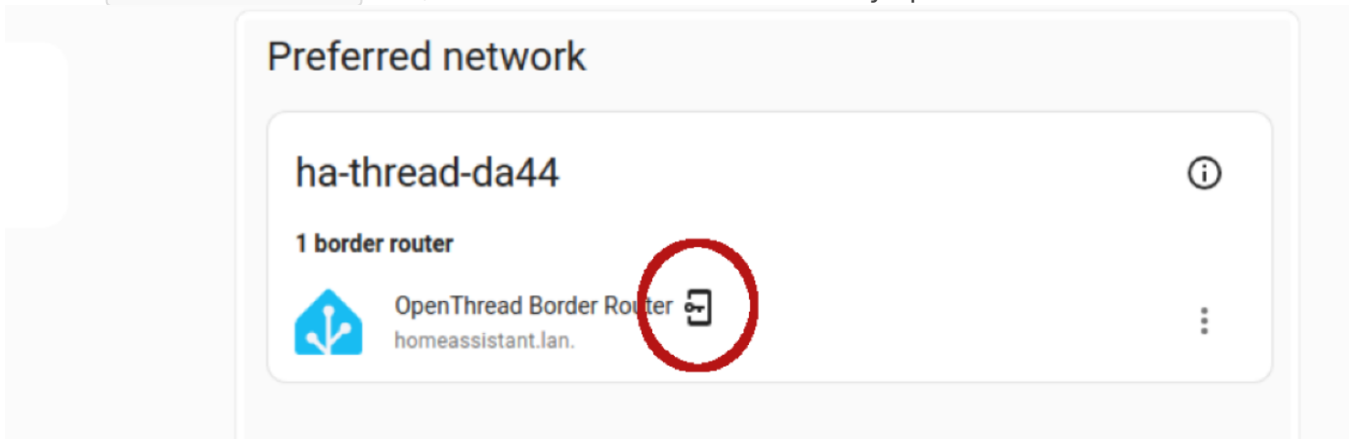 Preferred network
ha-thread-da44
1 border router
OpenThread Border Router
homeassistant.lan.